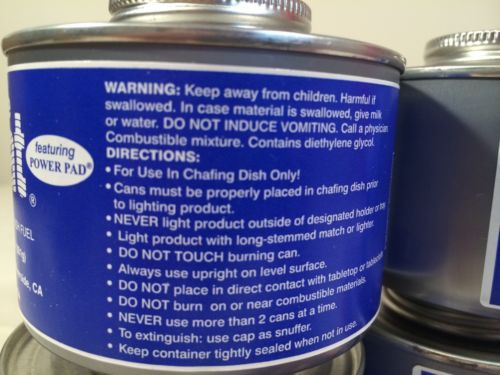 WARNING: Keep away from children. Harmful if
swallowed. In case material is swallowed, give milk
or water. DO NOT INDUCE VOMITING. Call a physician.
Combustible mixture. Contains diethylene glycol.
DIRECTIONS:
• For Use In Chafing Dish Only!
• Cans must be properly placed in chafing dish prior
to lighting product.
• NEVER light product outside of designated holder or tray
• Light product with long-stemmed match or lighter.
• DO NOT TOUCH burning can.
• Always use upright on level surface.
• DO NOT place in direct contact with tabletop or tablecloth
• DO NOT burn on or near combustible materials.
• NEVER use more than 2 cans at a time.
• To extinguish: use cap as snuffer.
• Keep container tightly sealed when not in use.
featuring
POWER PAD®
®
FUEL
CA